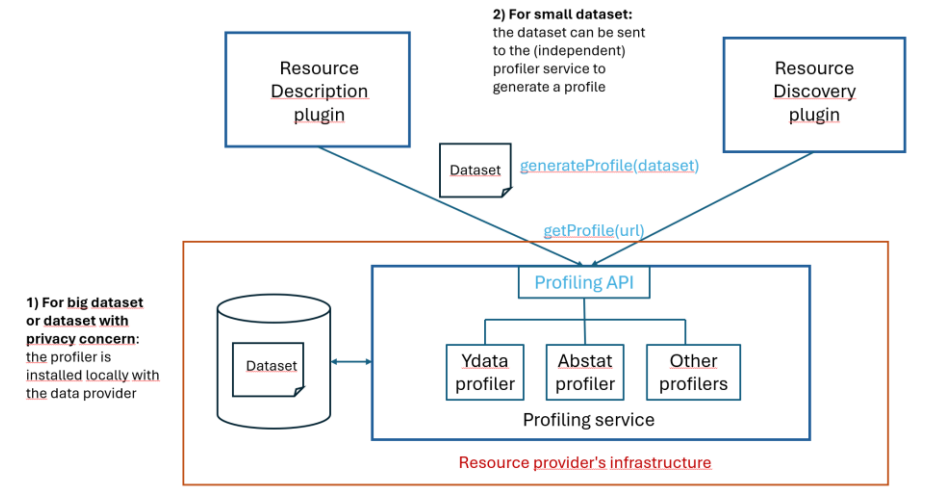 2) For small dataset:
the dataset can be sent
to the (independent)
profiler service to
generate a profile
Resource
Description
plugin
Resource
Discovery
plugin
Dataset
generateProfile(dataset)
getProfile(url)
1) For big dataset
or dataset with
privacy concern:
the profiler is
installed locally with
the data provider
Dataset
Profiling API
Ydata
profiler
Abstat
profiler
Other
profilers
Profiling service
Resource provider's infrastructure